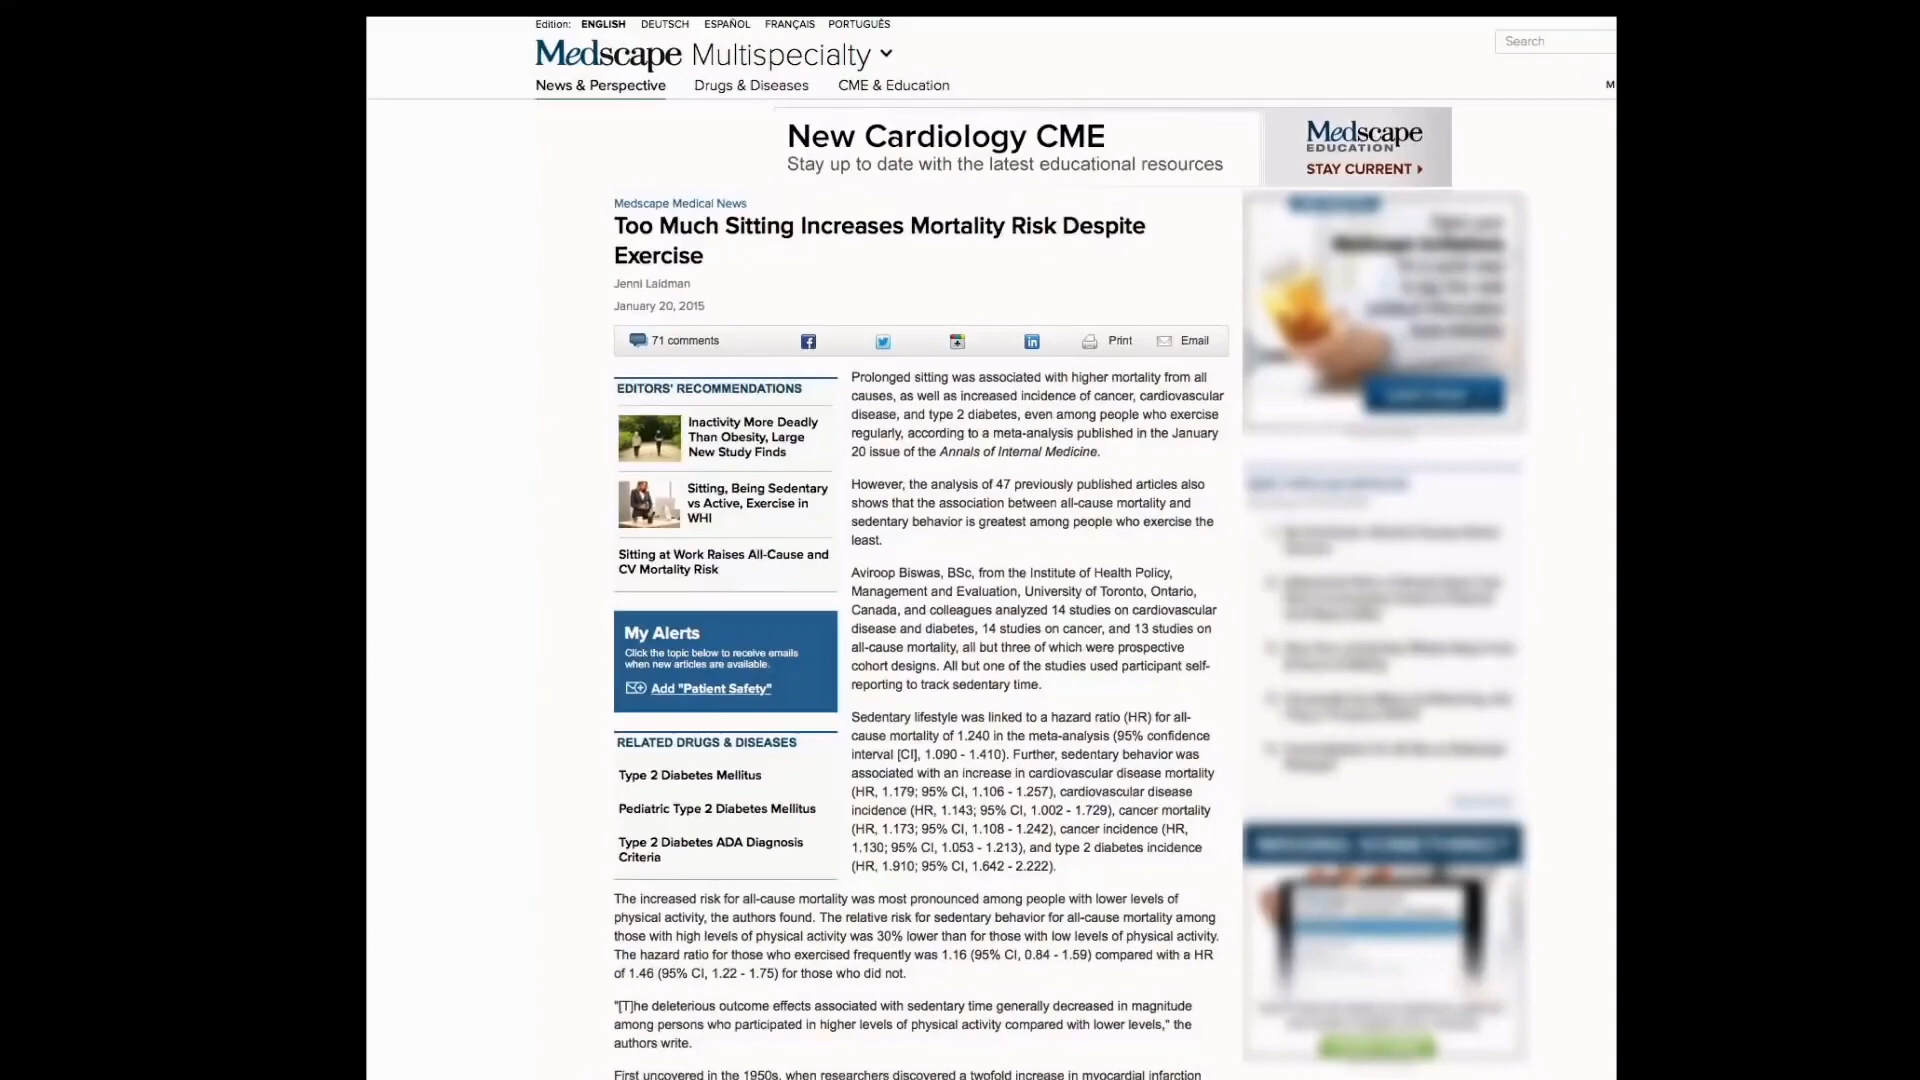 Edition: ENGLISH DEUTSCH ESPAÑOL FRANÇAIS PORTUGUÊS
Medscape Multispecialty
Search
News & Perspective Drugs & Diseases CME & Education
M
New Cardiology CME
Stay up to date with the latest educational resources
Medscape
EDUCATION
STAY CURRENT
Medscape Medical News
Too Much Sitting Increases Mortality Risk Despite
Exercise
Jenni Laidman
January 20, 2015
71 comments Print Email
EDITORS' RECOMMENDATIONS
Inactivity More Deadly
Than Obesity, Large
New Study Finds
Sitting, Being Sedentary
vs Active, Exercise in
WHI
Sitting at Work Raises All-Cause and
CV Mortality Risk
My Alerts
Click the topic below to receive emails
when new articles are available.
Add "Patient Safety"
RELATED DRUGS & DISEASES
Type 2 Diabetes Mellitus
Pediatric Type 2 Diabetes Mellitus
Type 2 Diabetes ADA Diagnosis
Criteria
Prolonged sitting was associated with higher mortality from all
causes, as well as increased incidence of cancer, cardiovascular
disease, and type 2 diabetes, even among people who exercise
regularly, according to a meta-analysis published in the January
20 issue of the Annals of Internal Medicine.
However, the analysis of 47 previously published articles also
shows that the association between all-cause mortality and
sedentary behavior is greatest among people who exercise the
least.
Aviroop Biswas, BSc, from the Institute of Health Policy,
Management and Evaluation, University of Toronto, Ontario,
Canada, and colleagues analyzed 14 studies on cardiovascular
disease and diabetes, 14 studies on cancer, and 13 studies on
all-cause mortality, all but three of which were prospective
cohort designs. All but one of the studies used participant self-
reporting to track sedentary time.
Sedentary lifestyle was linked to a hazard ratio (HR) for all-
cause mortality of 1.240 in the meta-analysis (95% confidence
interval [CI], 1.090 - 1.410). Further, sedentary behavior was
associated with an increase in cardiovascular disease mortality
(HR, 1.179; 95% CI, 1.106 - 1.257), cardiovascular disease
incidence (HR, 1.143; 95% CI, 1.002 - 1.729), cancer mortality
(HR, 1.173; 95% CI, 1.108 - 1.242), cancer incidence (HR,
1.130; 95% CI, 1.053 - 1.213), and type 2 diabetes incidence
(HR, 1.910; 95% CI, 1.642 - 2.222).
The increased risk for all-cause mortality was most pronounced among people with lower levels of
physical activity, the authors found. The relative risk for sedentary behavior for all-cause mortality among
those with high levels of physical activity was 30% lower than for those with low levels of physical activity.
The hazard ratio for those who exercised frequently was 1.16 (95% CI, 0.84 - 1.59) compared with a HR
of 1.46 (95% CI, 1.22 - 1.75) for those who did not.
"[T]he deleterious outcome effects associated with sedentary time generally decreased in magnitude
among persons who participated in higher levels of physical activity compared with lower levels," the
authors write.
First uncovered in the 1950s, when researchers discovered a twofold increase in myocardial infarction